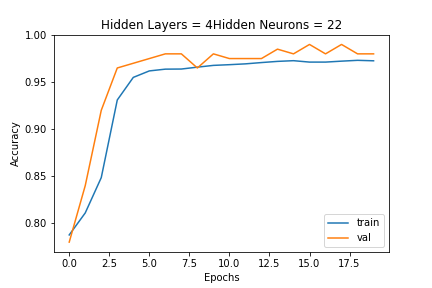 Hidden Layers = 4Hidden Neurons = 22
1.00
0.95
0.90
0.85
0.80
Accuracy
0.0
2.5
5.0
7.5
10.0
12.5
15.0
17.5
Epochs
train
val